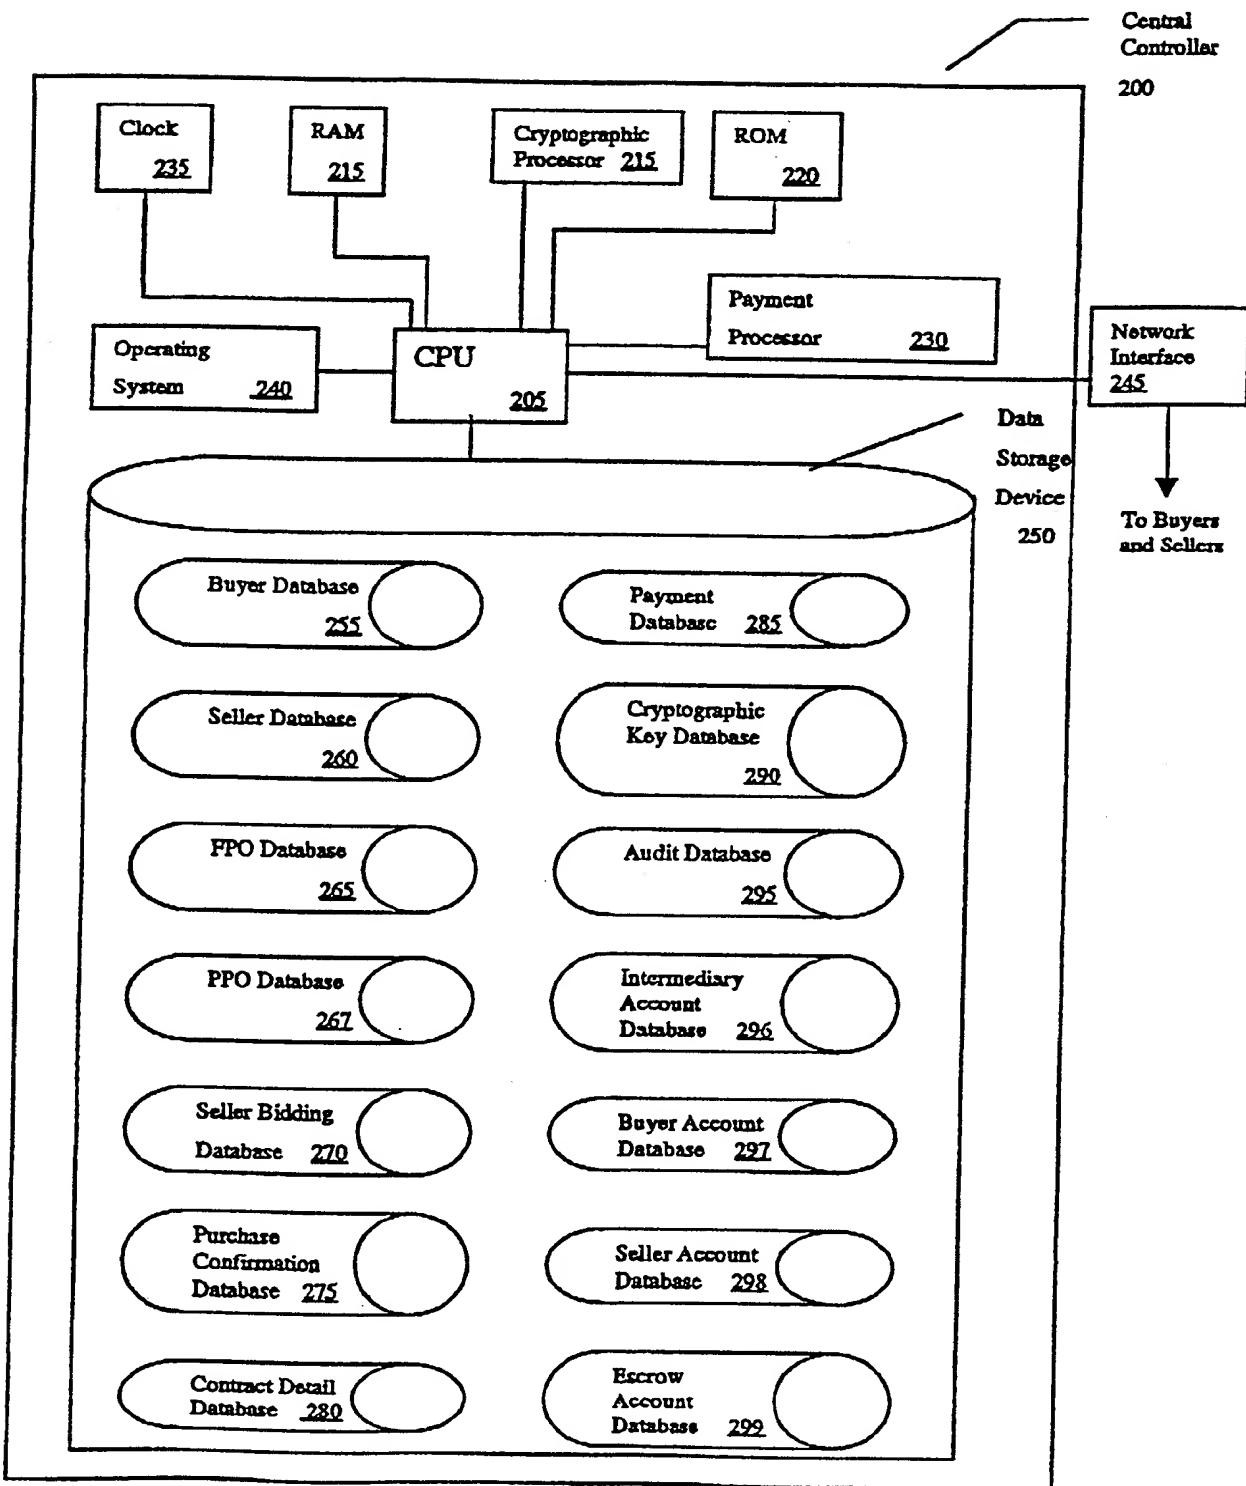 Central
Controller
200
Clock
235
RAM
215
Cryptographic
Processor 215
ROM
220
Payment
Processor 230
Operating
System 240
CPU
205
Network
Interface
245
Data
Storage
Device
250
To Buyers
and Sellers
Buyer Database
255
Payment
Database 285
Seller Database
260
Cryptographic
Key Database
290
FPO Database
265
Audit Database
295
PPO Database
267
Intermediary
Account
Database 296
Seller Bidding
Database 270
Buyer Account
Database 297
Purchase
Confirmation
Database 275
Seller Account
Database 298
Contract Detail
Database 280
Escrow
Account
Database 299